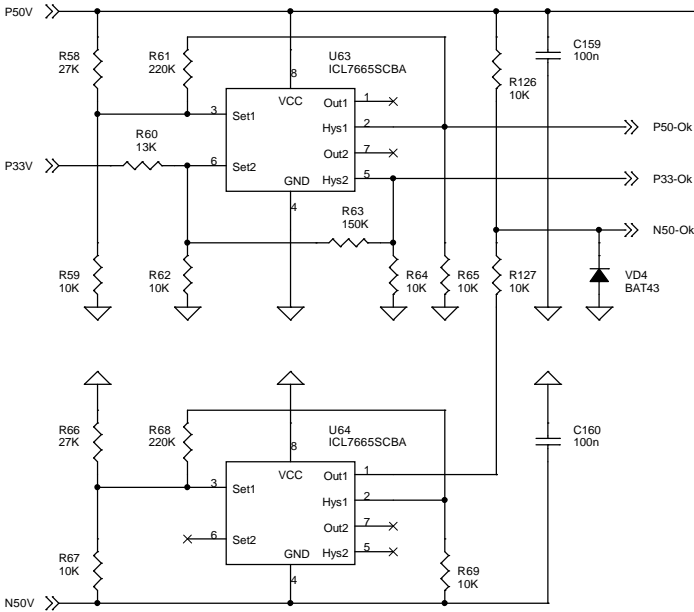 P50V
R58
27K
R61
220K
U63
ICL7665SCBA
8
VCC
3
Set1
Out1
1
Hys1
2
Out2
7
6
Set2
Hys2
5
GND
4
R60
13K
P33V
R126
10K
C159
100n
P50-Ok
P33-Ok
N50-Ok
R63
150K
R59
10K
R62
10K
R64
10K
R65
10K
R127
10K
VD4
BAT43
R66
27K
R68
220K
U64
ICL7665SCBA
8
VCC
3
Set1
Out1
1
Hys1
2
Out2
7
6
Set2
Hys2
5
GND
4
C160
100n
R67
10K
R69
10K
N50V